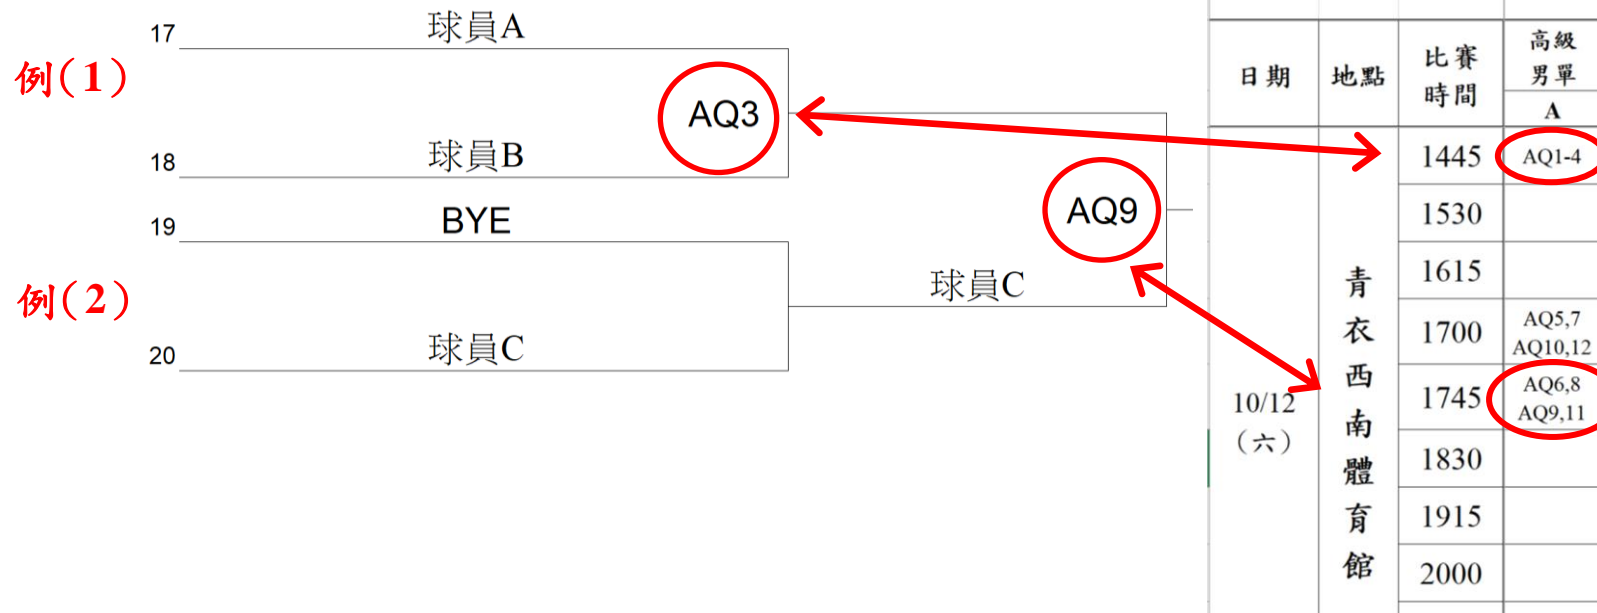 17
球員A
例(1)
AQ3
18
球員B
19
BYE
AQ9
例(2)
球員C
20
球員C
日期
地點
比賽
時間
高級
男單
A
10/12
(六)
青衣西南體育館
1445
AQ1-4
1530
1615
1700
AQ5,7
AQ10,12
1745
AQ6,8
AQ9,11
1830
1915
2000